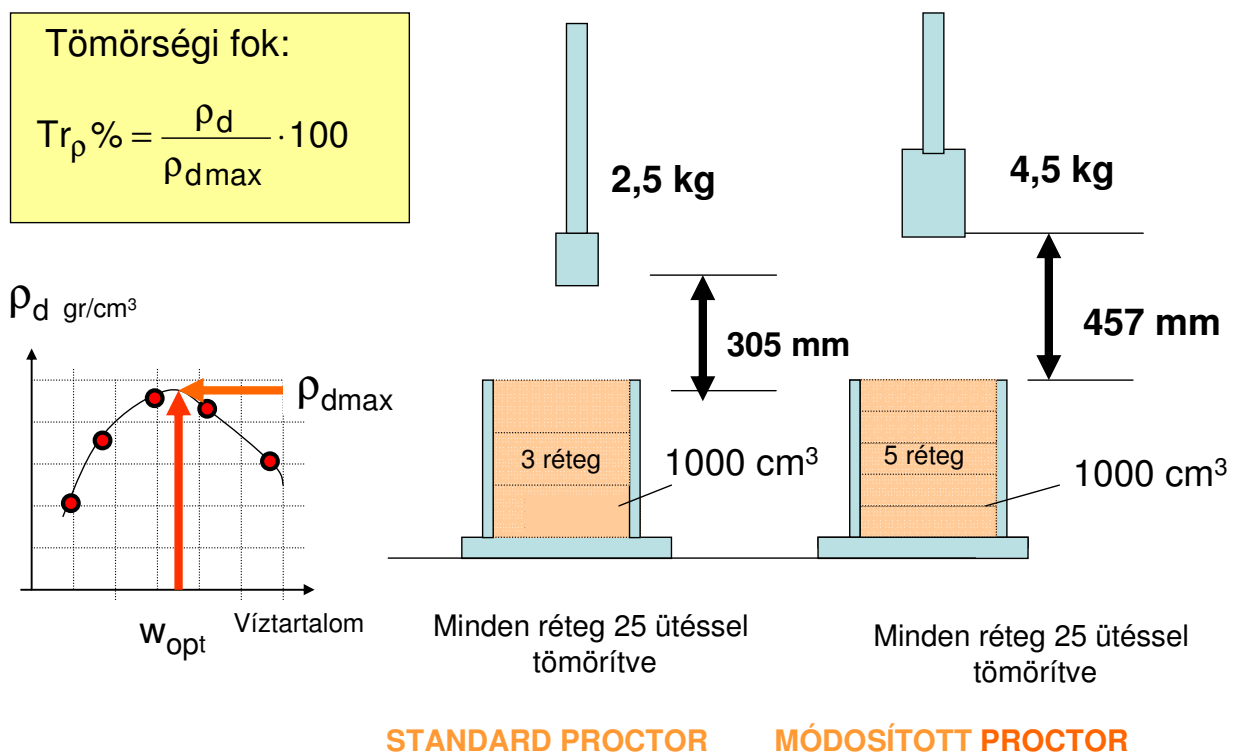 Tömörségi fok:
Trρ% = ρd / ρdmax · 100
2,5 kg
4,5 kg
ρd gr/cm³
305 mm
457 mm
ρdmax
3 réteg
1000 cm³
5 réteg
1000 cm³
wopt
Víztartalom
Minden réteg 25 ütéssel
tömörítve
Minden réteg 25 ütéssel
tömörítve
STANDARD PROCTOR
MÓDOSÍTOTT PROCTOR